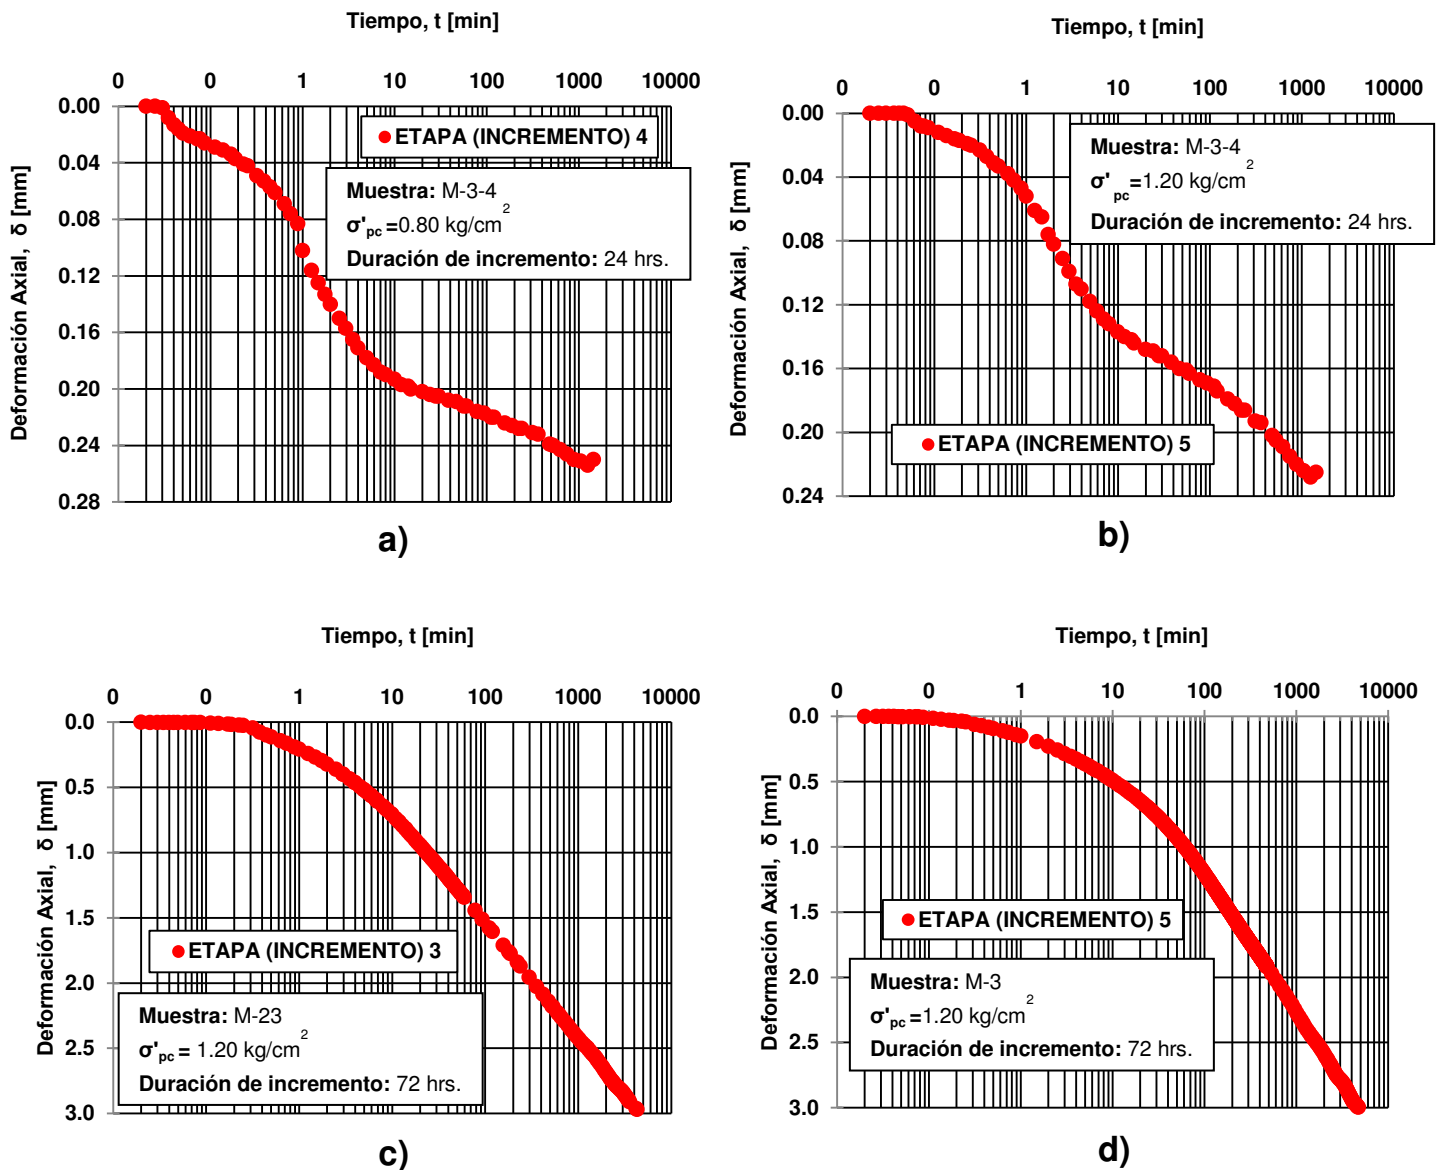 Tiempo, t [min]
0 0 1 10 100 1000 10000
0.00
0.04
0.08
0.12
0.16
0.20
0.24
0.28
Deformación Axial, δ [mm]
ETAPA (INCREMENTO) 4
Muestra: M-3-4
σ'pc =0.80 kg/cm2
Duración de incremento: 24 hrs.
a)
Tiempo, t [min]
0 0 1 10 100 1000 10000
0.00
0.04
0.08
0.12
0.16
0.20
0.24
Deformación Axial, δ [mm]
Muestra: M-3-4
σ'pc =1.20 kg/cm2
Duración de incremento: 24 hrs.
ETAPA (INCREMENTO) 5
b)
Tiempo, t [min]
0 0 1 10 100 1000 10000
0.0
0.5
1.0
1.5
2.0
2.5
3.0
Deformación Axial, δ [mm]
ETAPA (INCREMENTO) 3
Muestra: M-23
σ'pc = 1.20 kg/cm2
Duración de incremento: 72 hrs.
c)
Tiempo, t [min]
0 0 1 10 100 1000 10000
0.0
0.5
1.0
1.5
2.0
2.5
3.0
Deformación Axial, δ [mm]
ETAPA (INCREMENTO) 5
Muestra: M-3
σ'pc =1.20 kg/cm2
Duración de incremento: 72 hrs.
d)